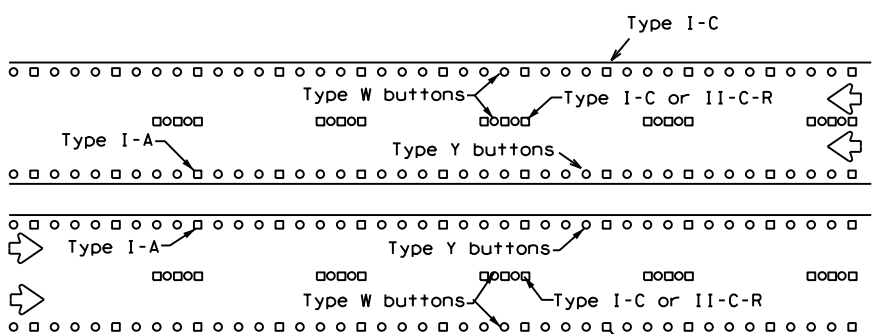 Type I-C
Type W buttons
Type I-C or II-C-R
Type I-A
Type Y buttons
Type I-A
Type Y buttons
Type W buttons
Type I-C or II-C-R